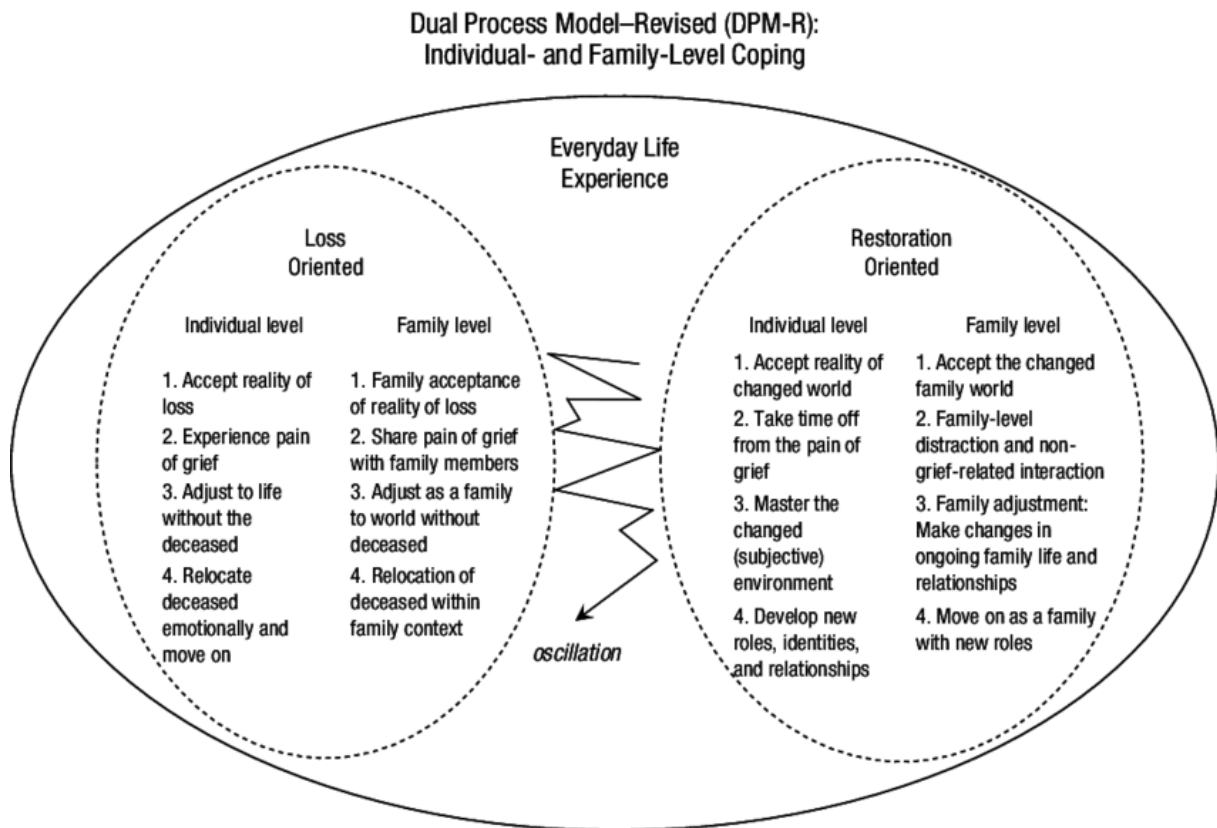 Dual Process Model–Revised (DPM-R):
Individual- and Family-Level Coping
Everyday Life
Experience
Loss
Oriented
Individual level
1. Accept reality of
loss
2. Experience pain
of grief
3. Adjust to life
without the
deceased
4. Relocate
deceased
emotionally and
move on
Family level
1. Family acceptance
of reality of loss
2. Share pain of grief
with family members
3. Adjust as a family
to world without
deceased
4. Relocation of
deceased within
family context
oscillation
Restoration
Oriented
Individual level
1. Accept reality of
changed world
2. Take time off
from the pain of
grief
3. Master the
changed
(subjective)
environment
4. Develop new
roles, identities,
and relationships
Family level
1. Accept the changed
family world
2. Family-level
distraction and non-
grief-related interaction
3. Family adjustment:
Make changes in
ongoing family life and
relationships
4. Move on as a family
with new roles